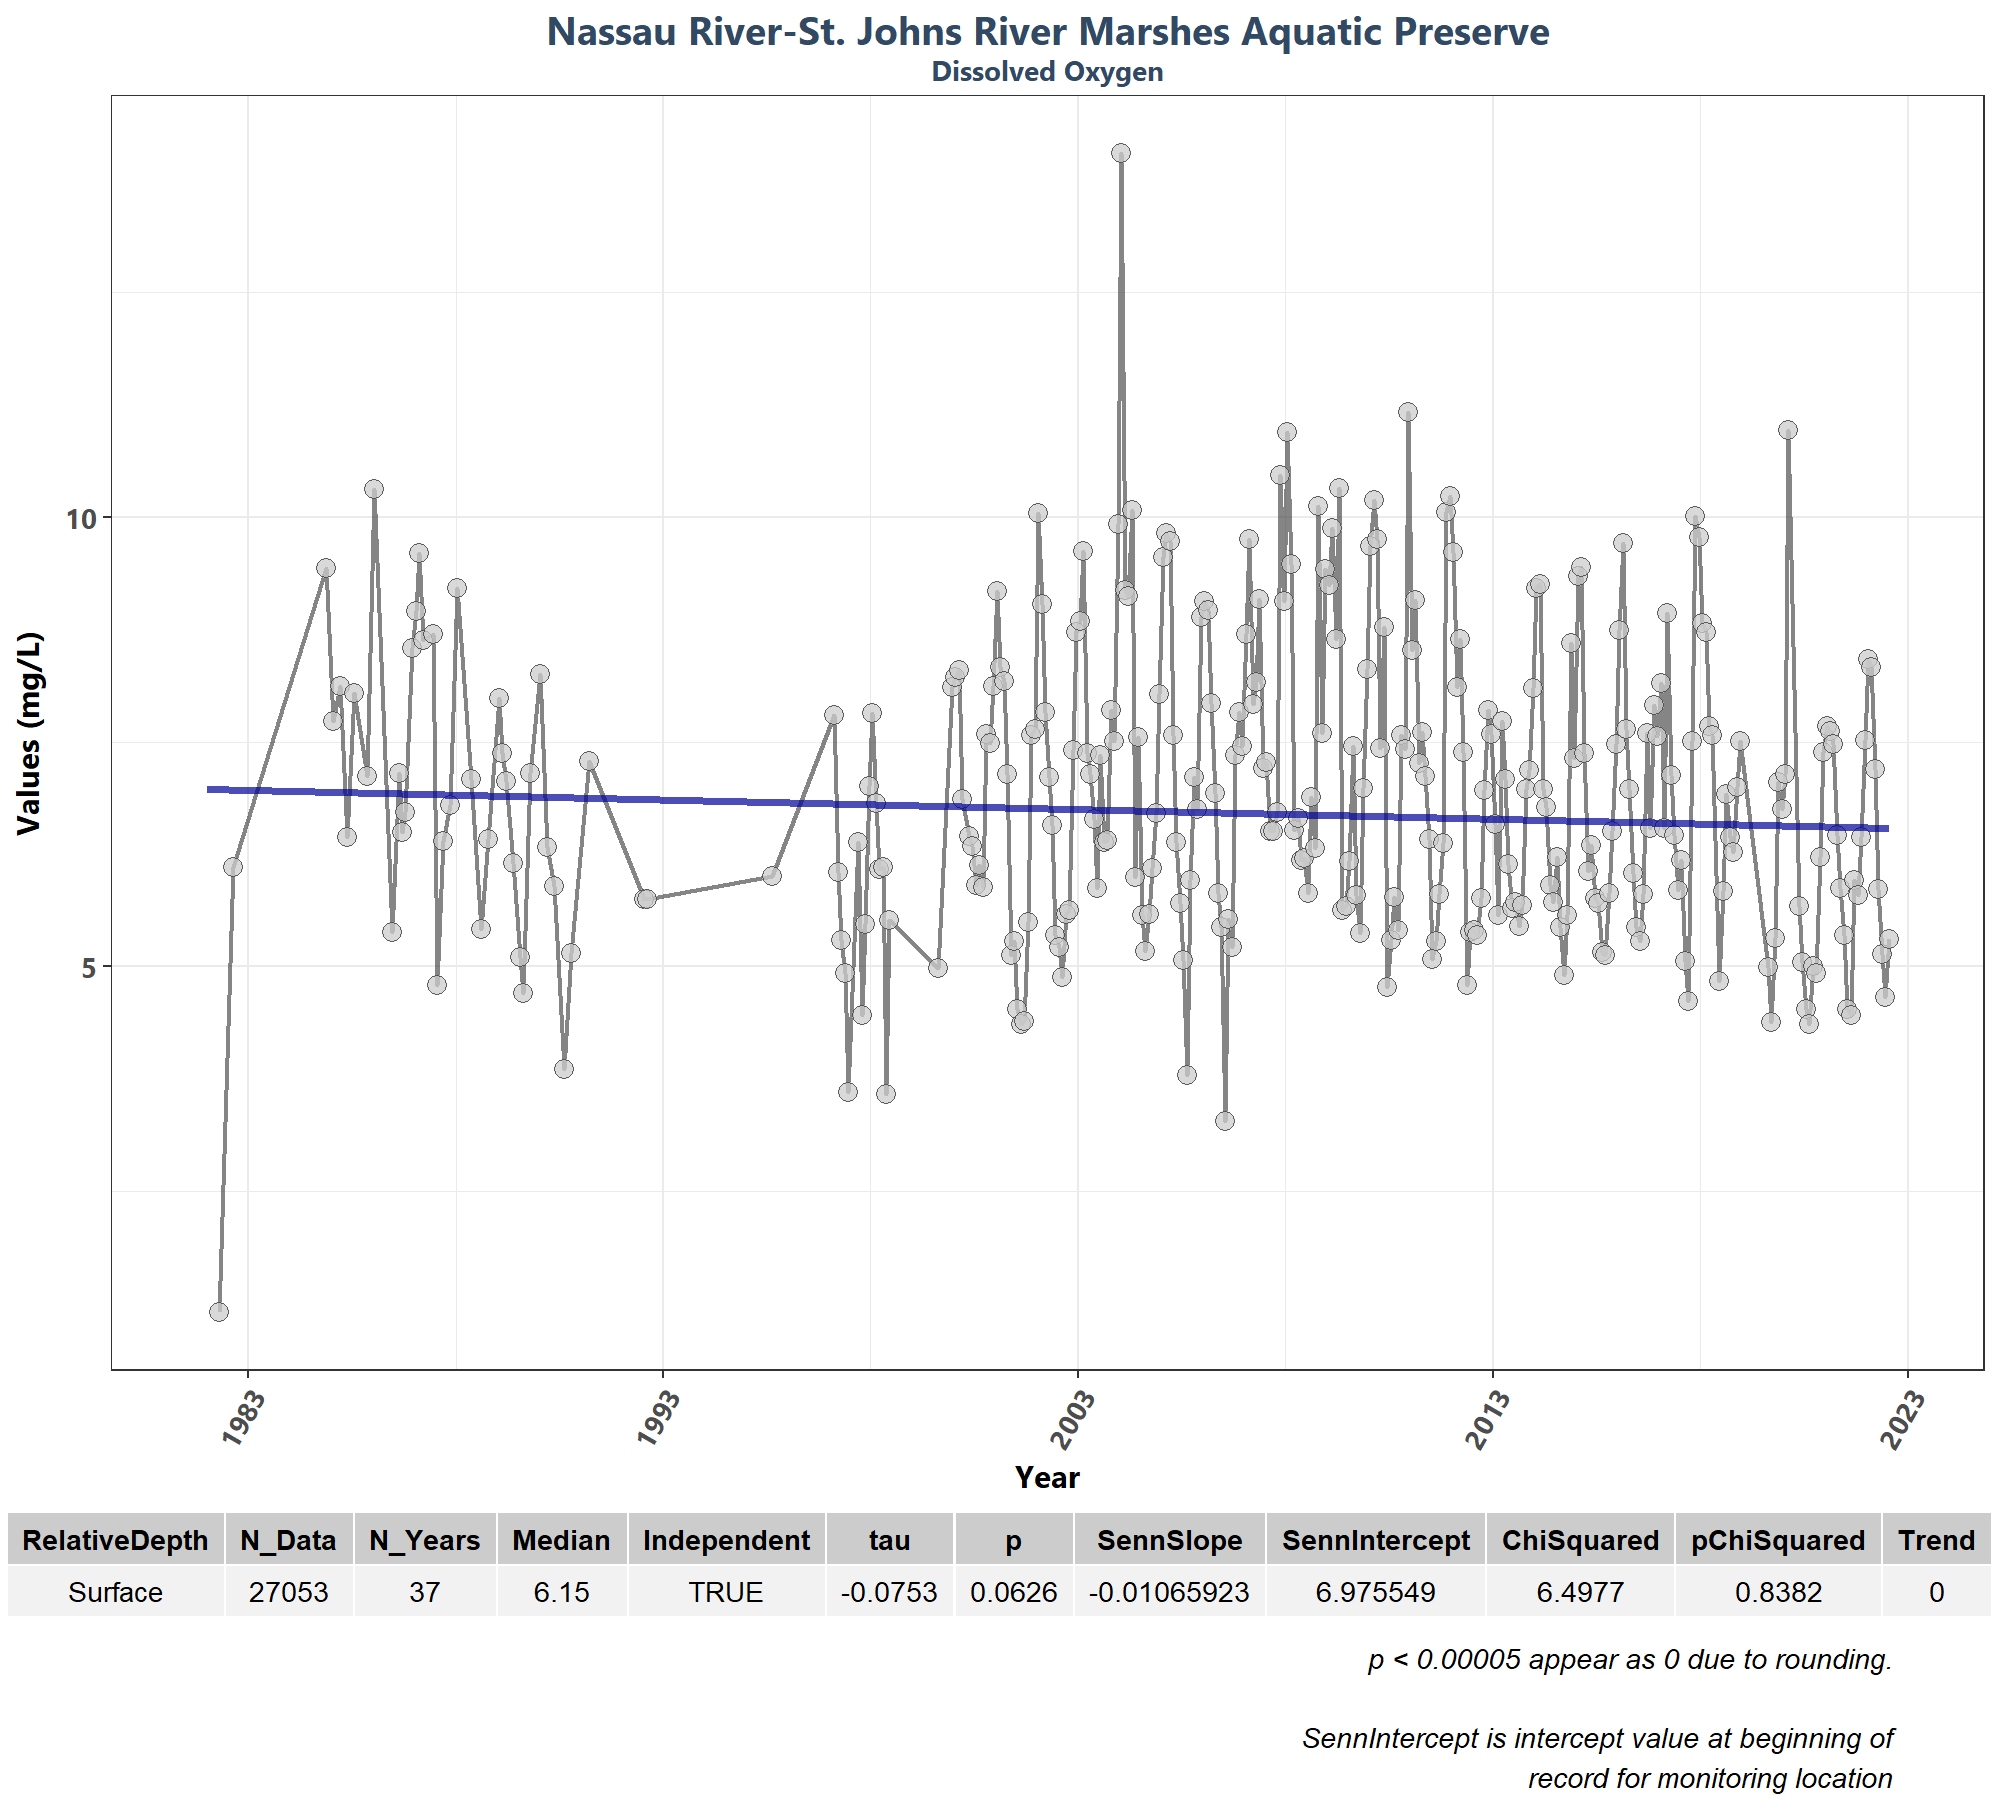 Nassau River-St. Johns River Marshes Aquatic Preserve
Dissolved Oxygen
Values (mg/L)
10
5
1983 1993 2003 2013 2023
Year
RelativeDepth N_Data N_Years Median Independent tau p SennSlope SennIntercept ChiSquared pChiSquared Trend
Surface 27053 37 6.15 TRUE -0.0753 0.0626 -0.01065923 6.975549 6.4977 0.8382 0
p < 0.00005 appear as 0 due to rounding.
SennIntercept is intercept value at beginning of
record for monitoring location